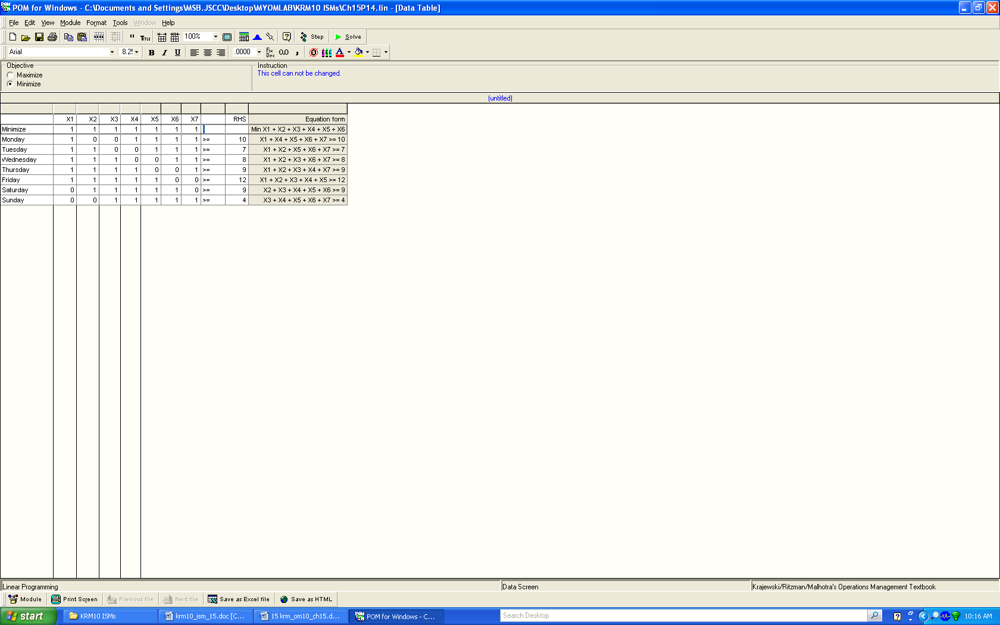 POM for Windows - C:\Documents and Settings\MSB.JSCC\Desktop\MYOMLAB\KRM10 ISMs\Ch15P14.lin - [Data Table]
File Edit View Module Format Tools Window Help
" TITLE 100% Step Solve
Arial 8.2 B I U .0000 Fix Dec 0.0 , A
Objective
Maximize
Minimize
Instruction
This cell can not be changed.
(untitled)
X1 X2 X3 X4 X5 X6 X7 RHS Equation form
Minimize 1 1 1 1 1 1 1 Min X1 + X2 + X3 + X4 + X5 + X6
Monday 1 0 0 1 1 1 1 >= 10 X1 + X4 + X5 + X6 + X7 >= 10
Tuesday 1 1 0 0 1 1 1 >= 7 X1 + X2 + X5 + X6 + X7 >= 7
Wednesday 1 1 1 0 0 1 1 >= 8 X1 + X2 + X3 + X6 + X7 >= 8
Thursday 1 1 1 1 0 0 1 >= 9 X1 + X2 + X3 + X4 + X7 >= 9
Friday 1 1 1 1 1 0 0 >= 12 X1 + X2 + X3 + X4 + X5 >= 12
Saturday 0 1 1 1 1 1 0 >= 9 X2 + X3 + X4 + X5 + X6 >= 9
Sunday 0 0 1 1 1 1 1 >= 4 X3 + X4 + X5 + X6 + X7 >= 4
Linear Programming Data Screen Krajewski/Ritzman/Malhotra's Operations Management Textbook
Module Print Screen Previous file Next file Save as Excel file Save as HTML
start KRM10 ISMs krm10_ism_15.doc [C... 15 krm_om10_ch15.d... POM for Windows - C... Search Desktop 10:16 AM